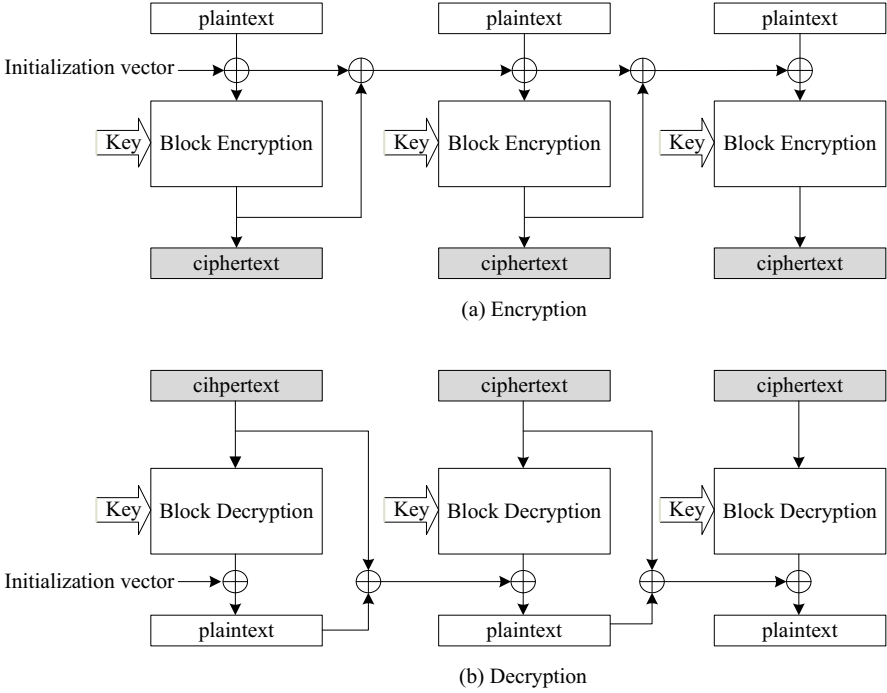 plaintext plaintext plaintext
Initialization vector
Key Block Encryption Key Block Encryption Key Block Encryption
ciphertext ciphertext ciphertext
(a) Encryption
cihpertext ciphertext ciphertext
Key Block Decryption Key Block Decryption Key Block Decryption
Initialization vector
plaintext plaintext plaintext
(b) Decryption